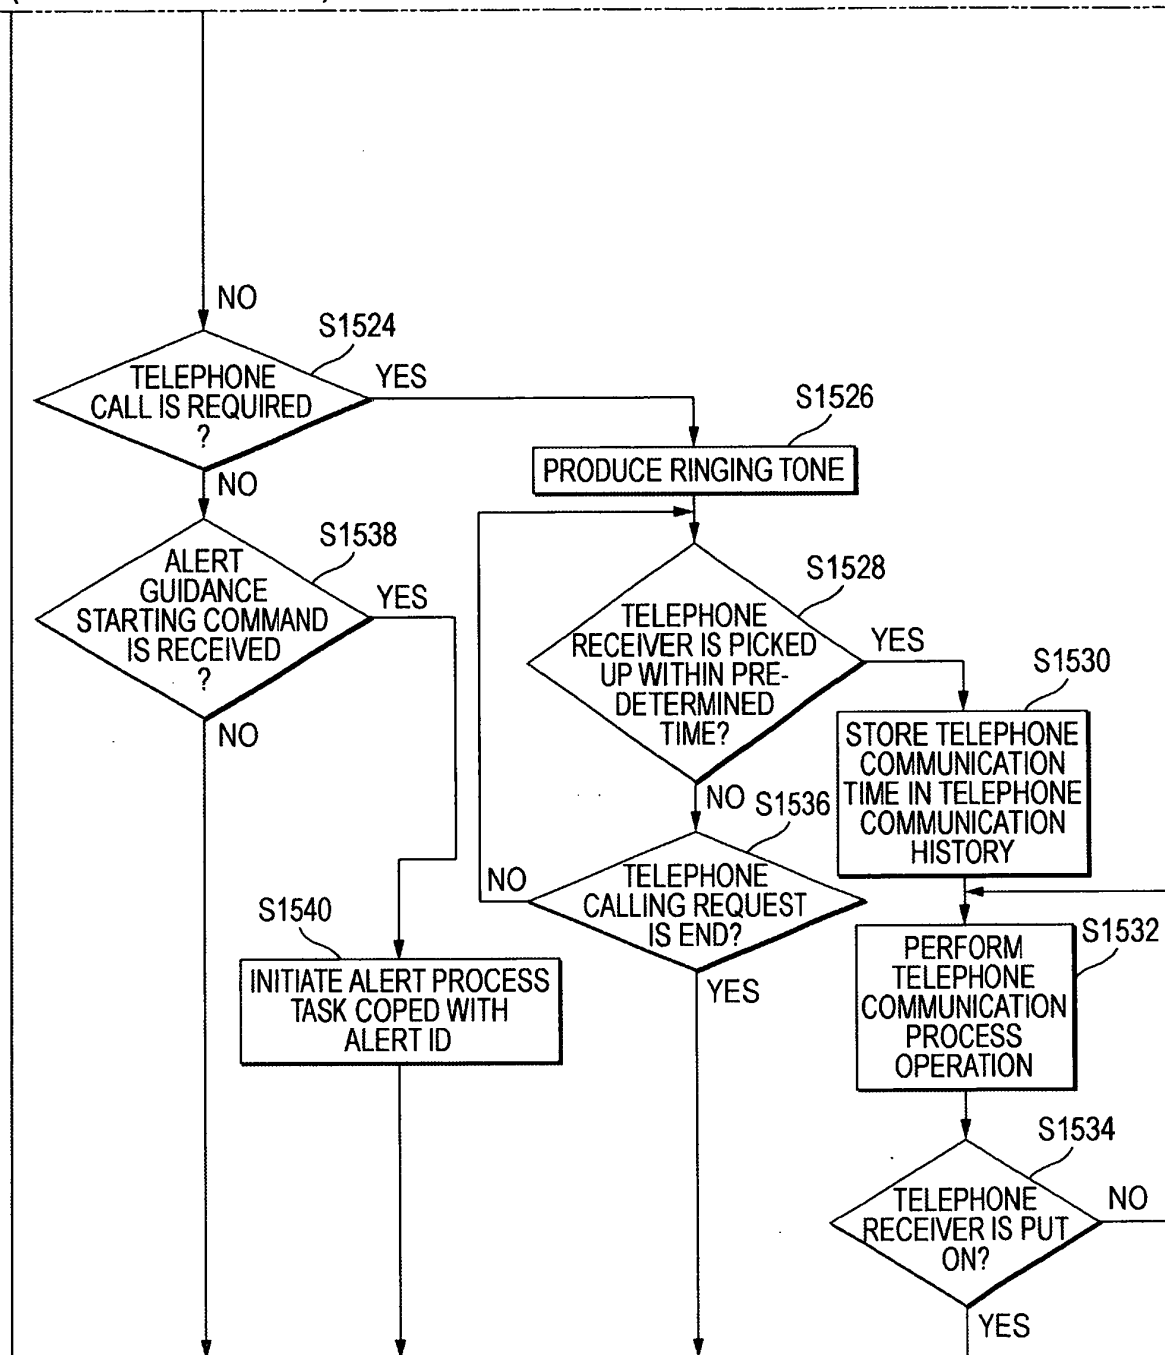 NO
S1524
TELEPHONE
CALL IS REQUIRED
?
YES
S1526
PRODUCE RINGING TONE
NO
S1538
ALERT
GUIDANCE
STARTING COMMAND
IS RECEIVED
?
YES
NO
S1528
TELEPHONE
RECEIVER IS PICKED
UP WITHIN PRE-
DETERMINED
TIME?
YES
S1530
STORE TELEPHONE
COMMUNICATION
TIME IN TELEPHONE
COMMUNICATION
HISTORY
NO
S1536
TELEPHONE
CALLING REQUEST
IS END?
NO
YES
S1540
INITIATE ALERT PROCESS
TASK COPED WITH
ALERT ID
S1532
PERFORM
TELEPHONE
COMMUNICATION
PROCESS
OPERATION
S1534
TELEPHONE
RECEIVER IS PUT
ON?
NO
YES